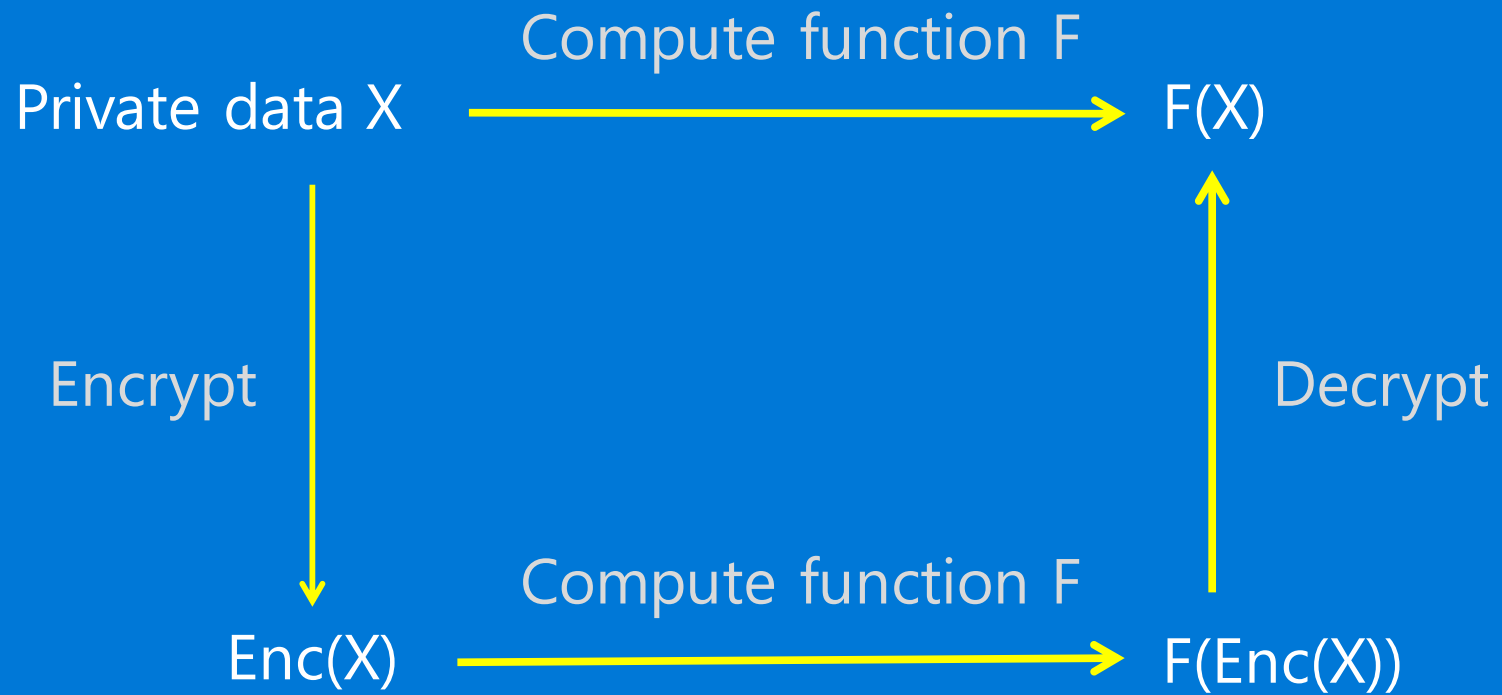 Compute function F
Private data X
F(X)
Encrypt
Decrypt
Compute function F
Enc(X)
F(Enc(X))